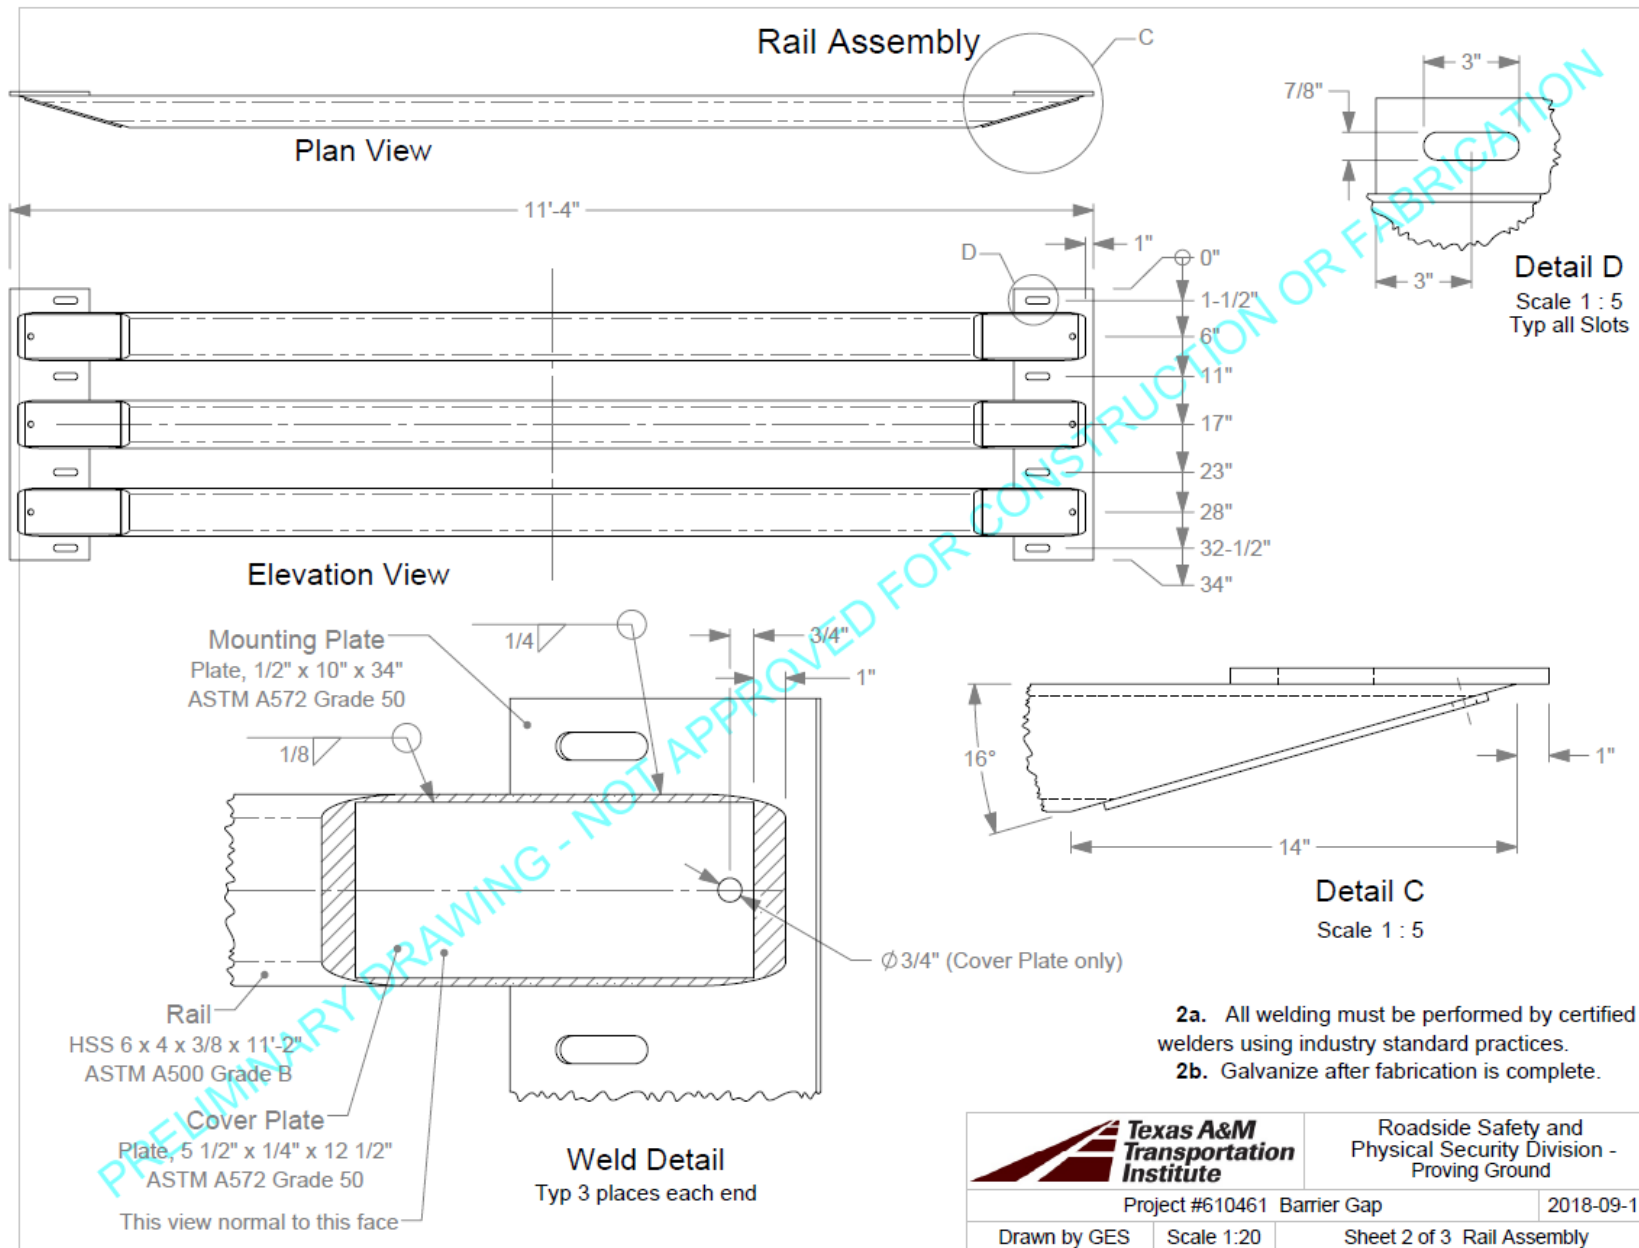 Rail Assembly
C
Plan View
3"
7/8"
3"
Detail D
Scale 1 : 5
Typ all Slots
11'-4"
1"
D
0"
1-1/2"
6"
11"
17"
23"
28"
32-1/2"
34"
Elevation View
Mounting Plate
Plate, 1/2" x 10" x 34"
ASTM A572 Grade 50
1/4
3/4"
1"
1/8
16°
1"
14"
Detail C
Scale 1 : 5
Ø3/4" (Cover Plate only)
Rail
HSS 6 x 4 x 3/8 x 11'-2"
ASTM A500 Grade B
Cover Plate
Plate, 5 1/2" x 1/4" x 12 1/2"
ASTM A572 Grade 50
This view normal to this face
Weld Detail
Typ 3 places each end
2a. All welding must be performed by certified
welders using industry standard practices.
2b. Galvanize after fabrication is complete.
PRELIMINARY DRAWING - NOT APPROVED FOR CONSTRUCTION OR FABRICATION
Texas A&M
Transportation
Institute
Roadside Safety and
Physical Security Division -
Proving Ground
Project #610461 Barrier Gap
2018-09-1
Drawn by GES
Scale 1:20
Sheet 2 of 3 Rail Assembly